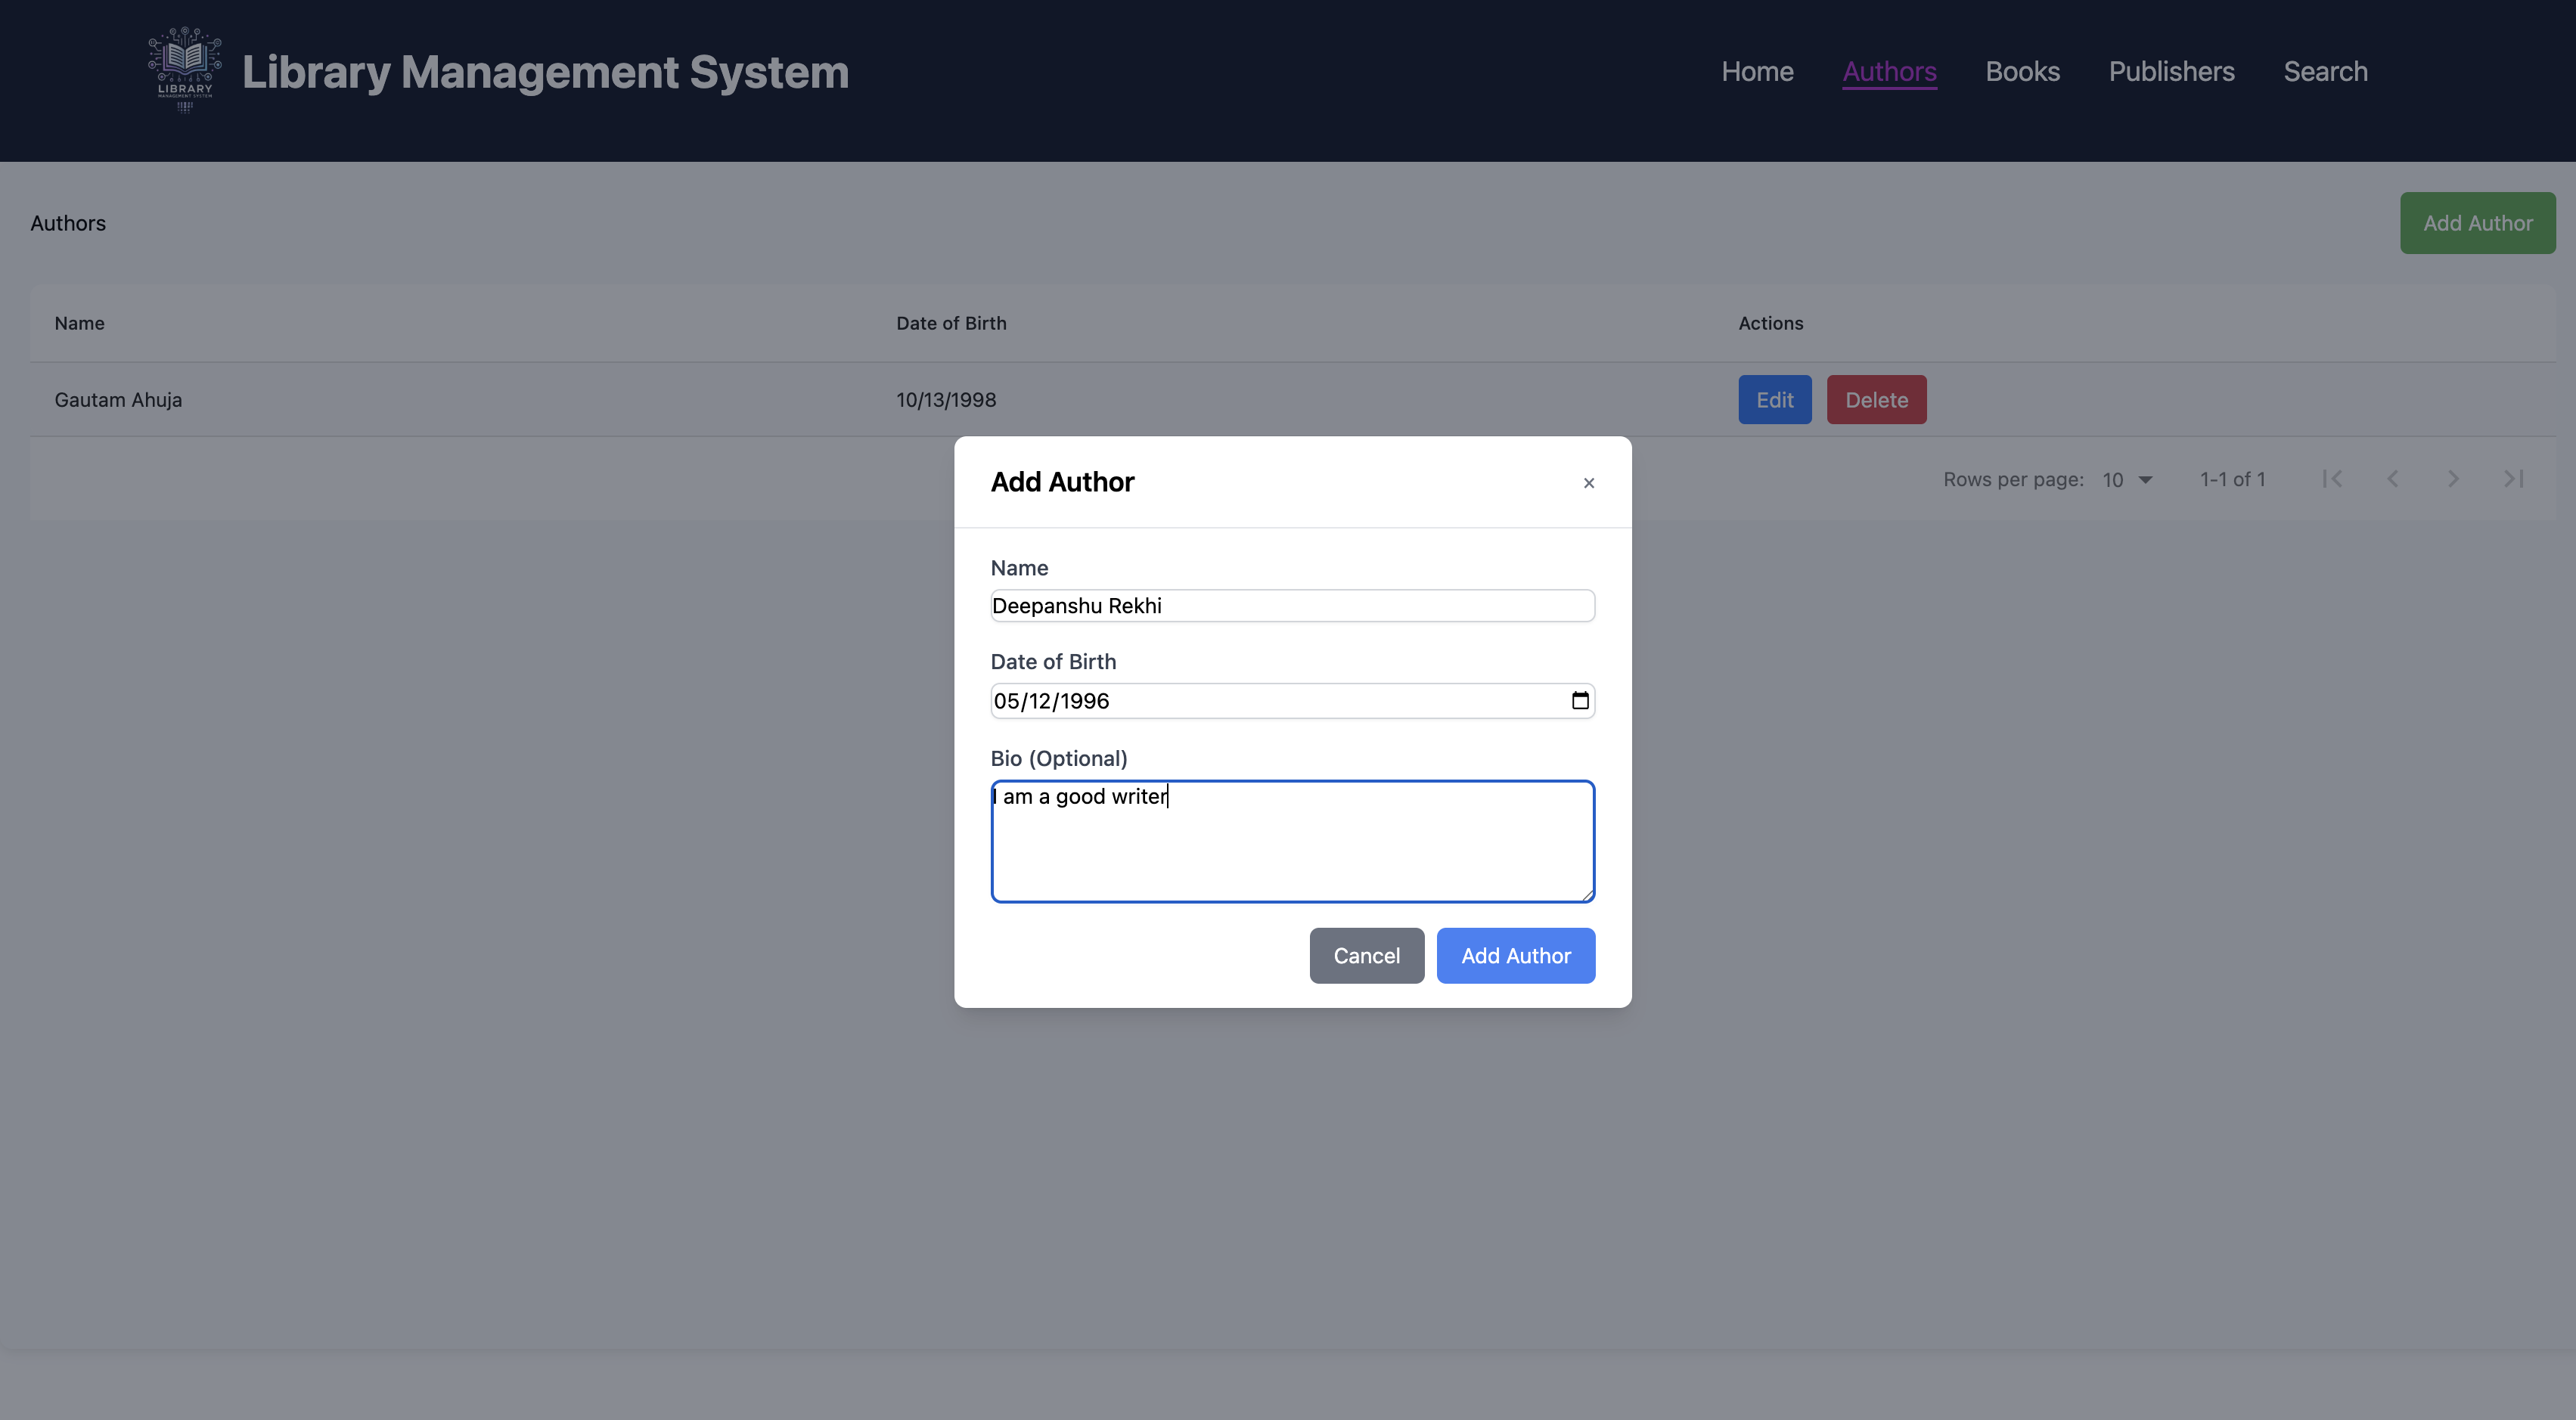 LIBRARY
MANAGEMENT SYSTEM
Library Management System
Home Authors Books Publishers Search
Authors
Add Author
Name Date of Birth Actions
Gautam Ahuja 10/13/1998 Edit Delete
Rows per page: 10 1-1 of 1
Add Author ×
Name
Deepanshu Rekhi
Date of Birth
05/12/1996
Bio (Optional)
I am a good writer
Cancel Add Author